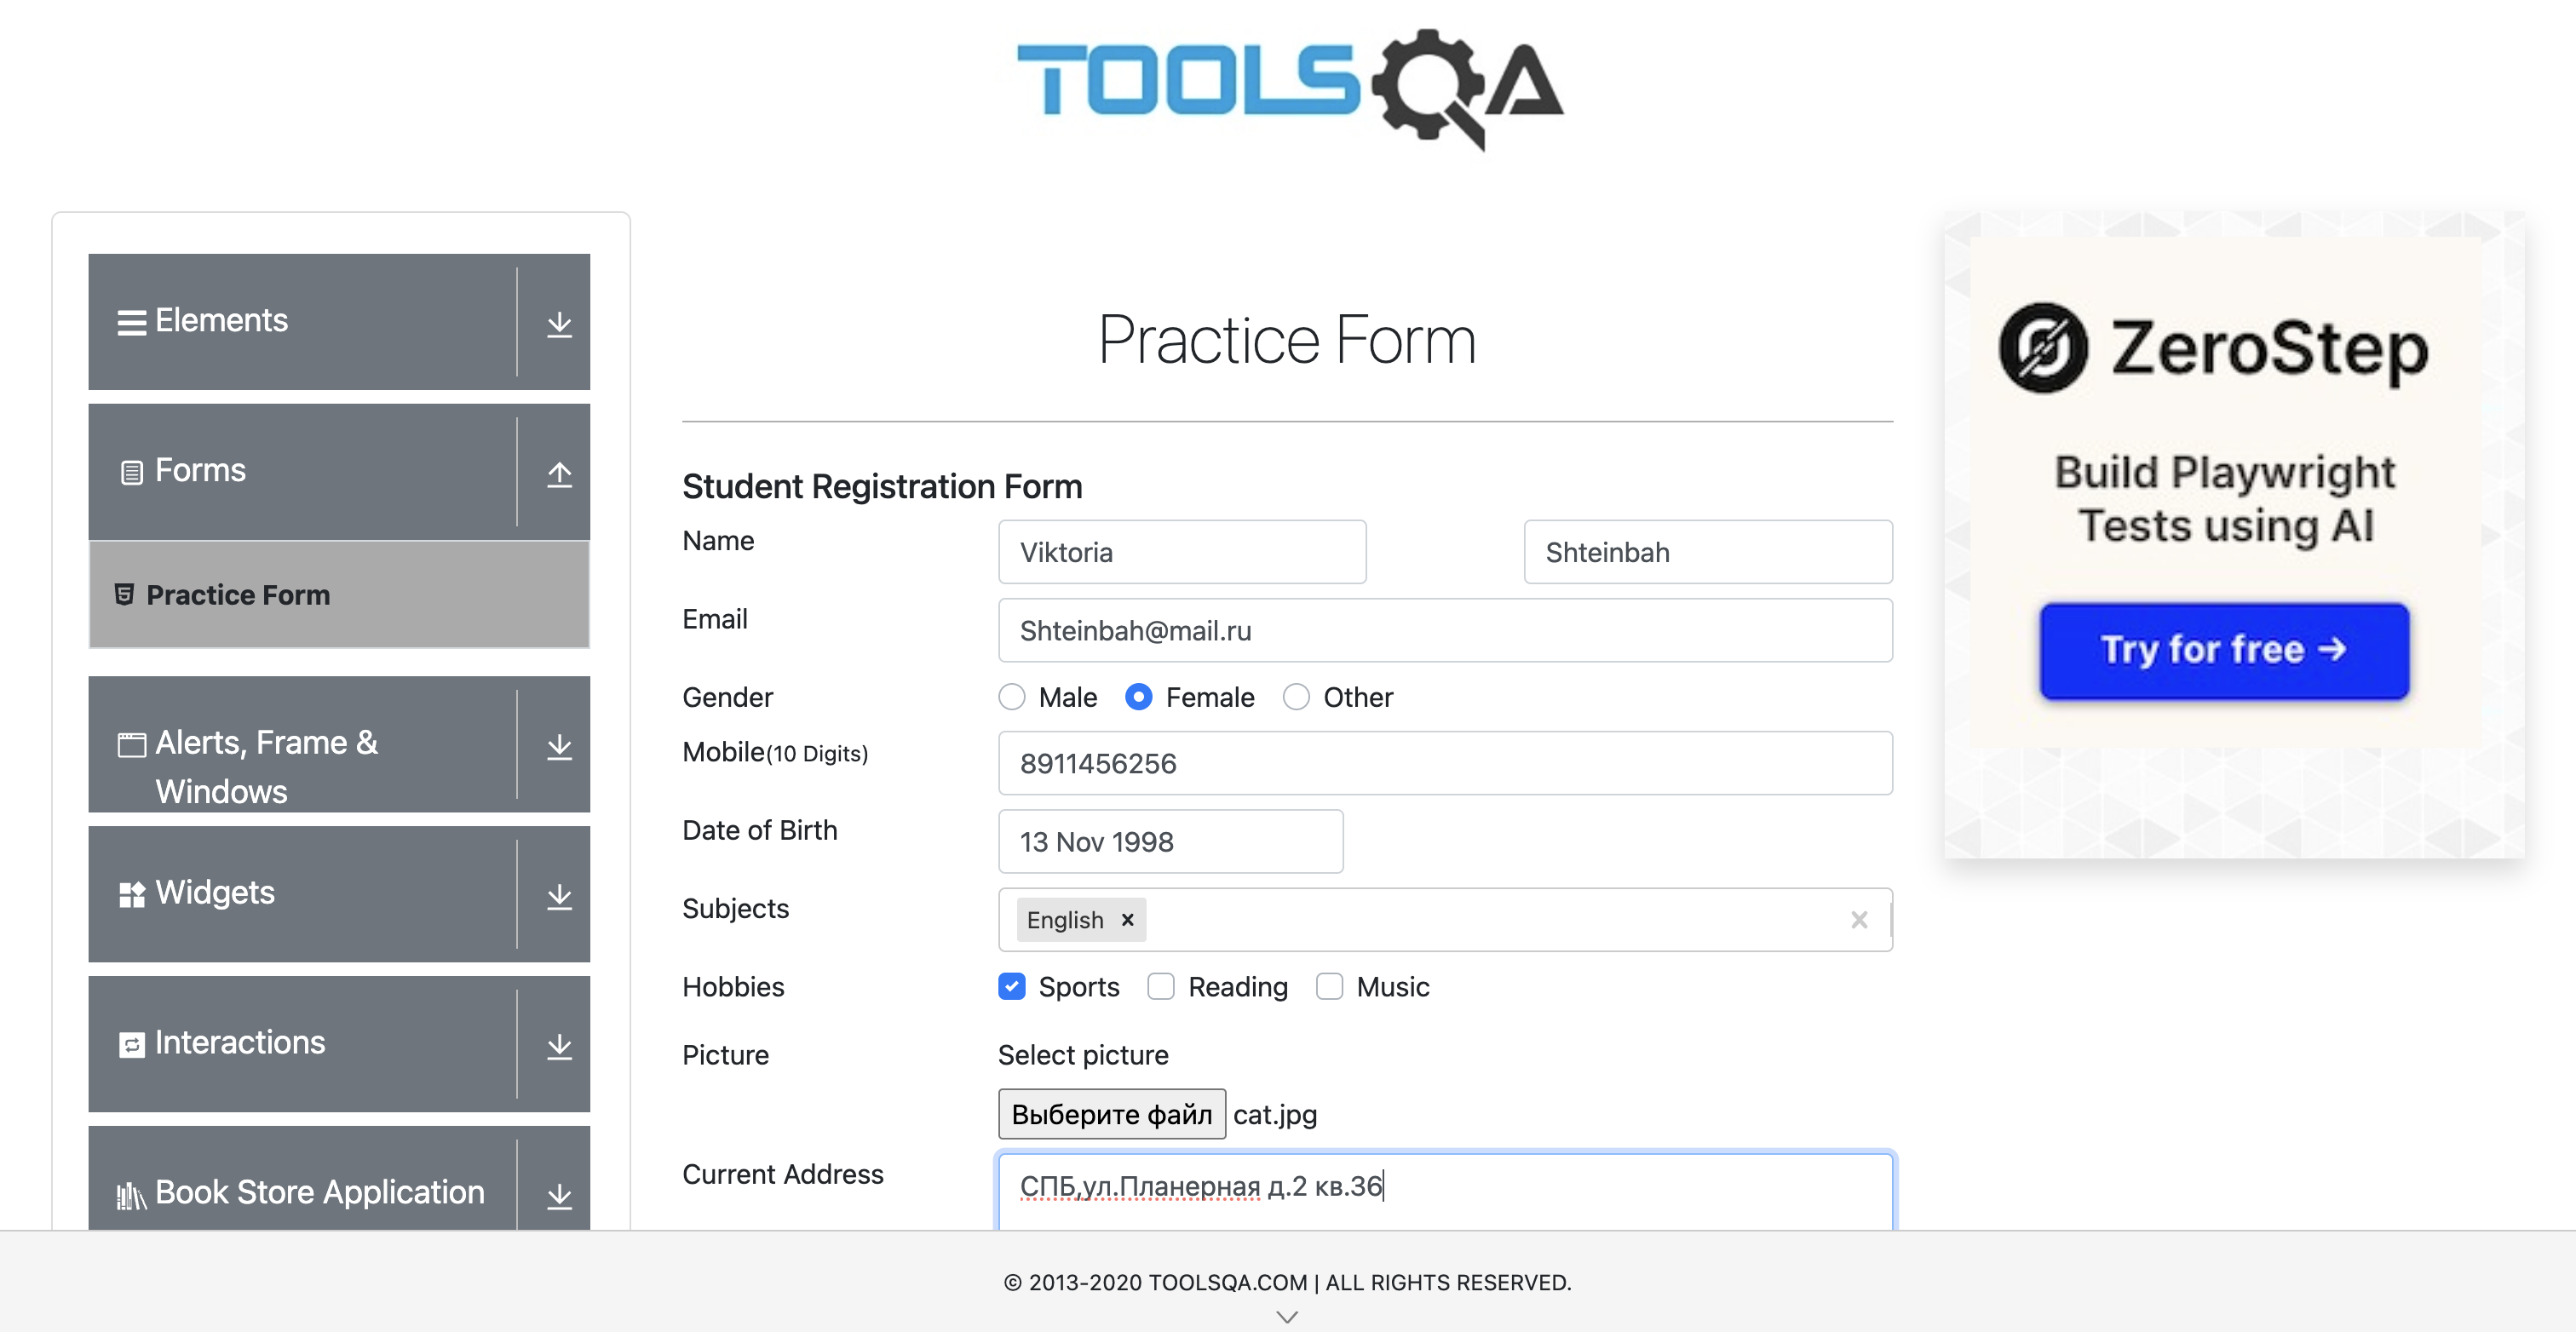 TOOLSQA
Elements
Forms
Practice Form
Alerts, Frame &
Windows
Widgets
Interactions
Book Store Application
Practice Form
Student Registration Form
Name Viktoria Shteinbah
Email Shteinbah@mail.ru
Gender Male Female Other
Mobile(10 Digits) 8911456256
Date of Birth 13 Nov 1998
Subjects English
Hobbies Sports Reading Music
Picture Select picture
Выберите файл cat.jpg
Current Address СПБ,ул.Планерная д.2 кв.36
ZeroStep
Build Playwright
Tests using AI
Try for free →
© 2013-2020 TOOLSQA.COM | ALL RIGHTS RESERVED.